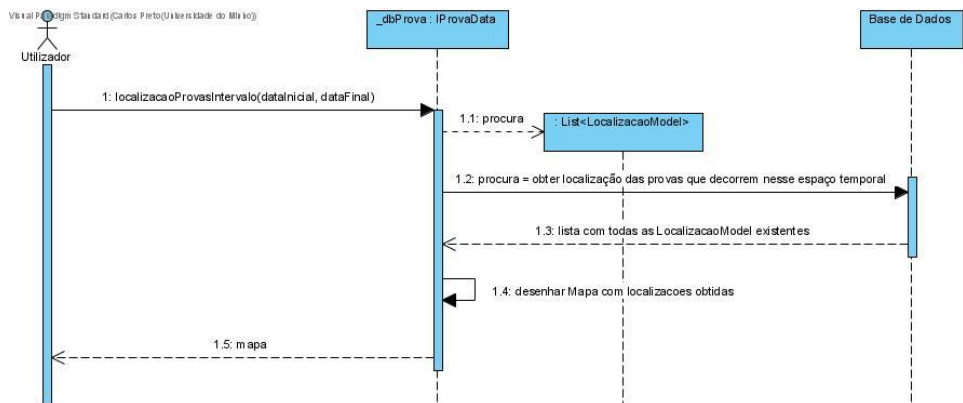 Visual Paradigm Standard(Carlos Preto(Universidade do Minho))
_dbProva : IProvaData
Base de Dados
Utilizador
1: localizacaoProvasIntervalo(dataInicial, dataFinal)
1.1: procura
: List<LocalizacaoModel>
1.2: procura = obter localização das provas que decorrem nesse espaço temporal
1.3: lista com todas as LocalizacaoModel existentes
1.4: desenhar Mapa com localizacoes obtidas
1.5: mapa